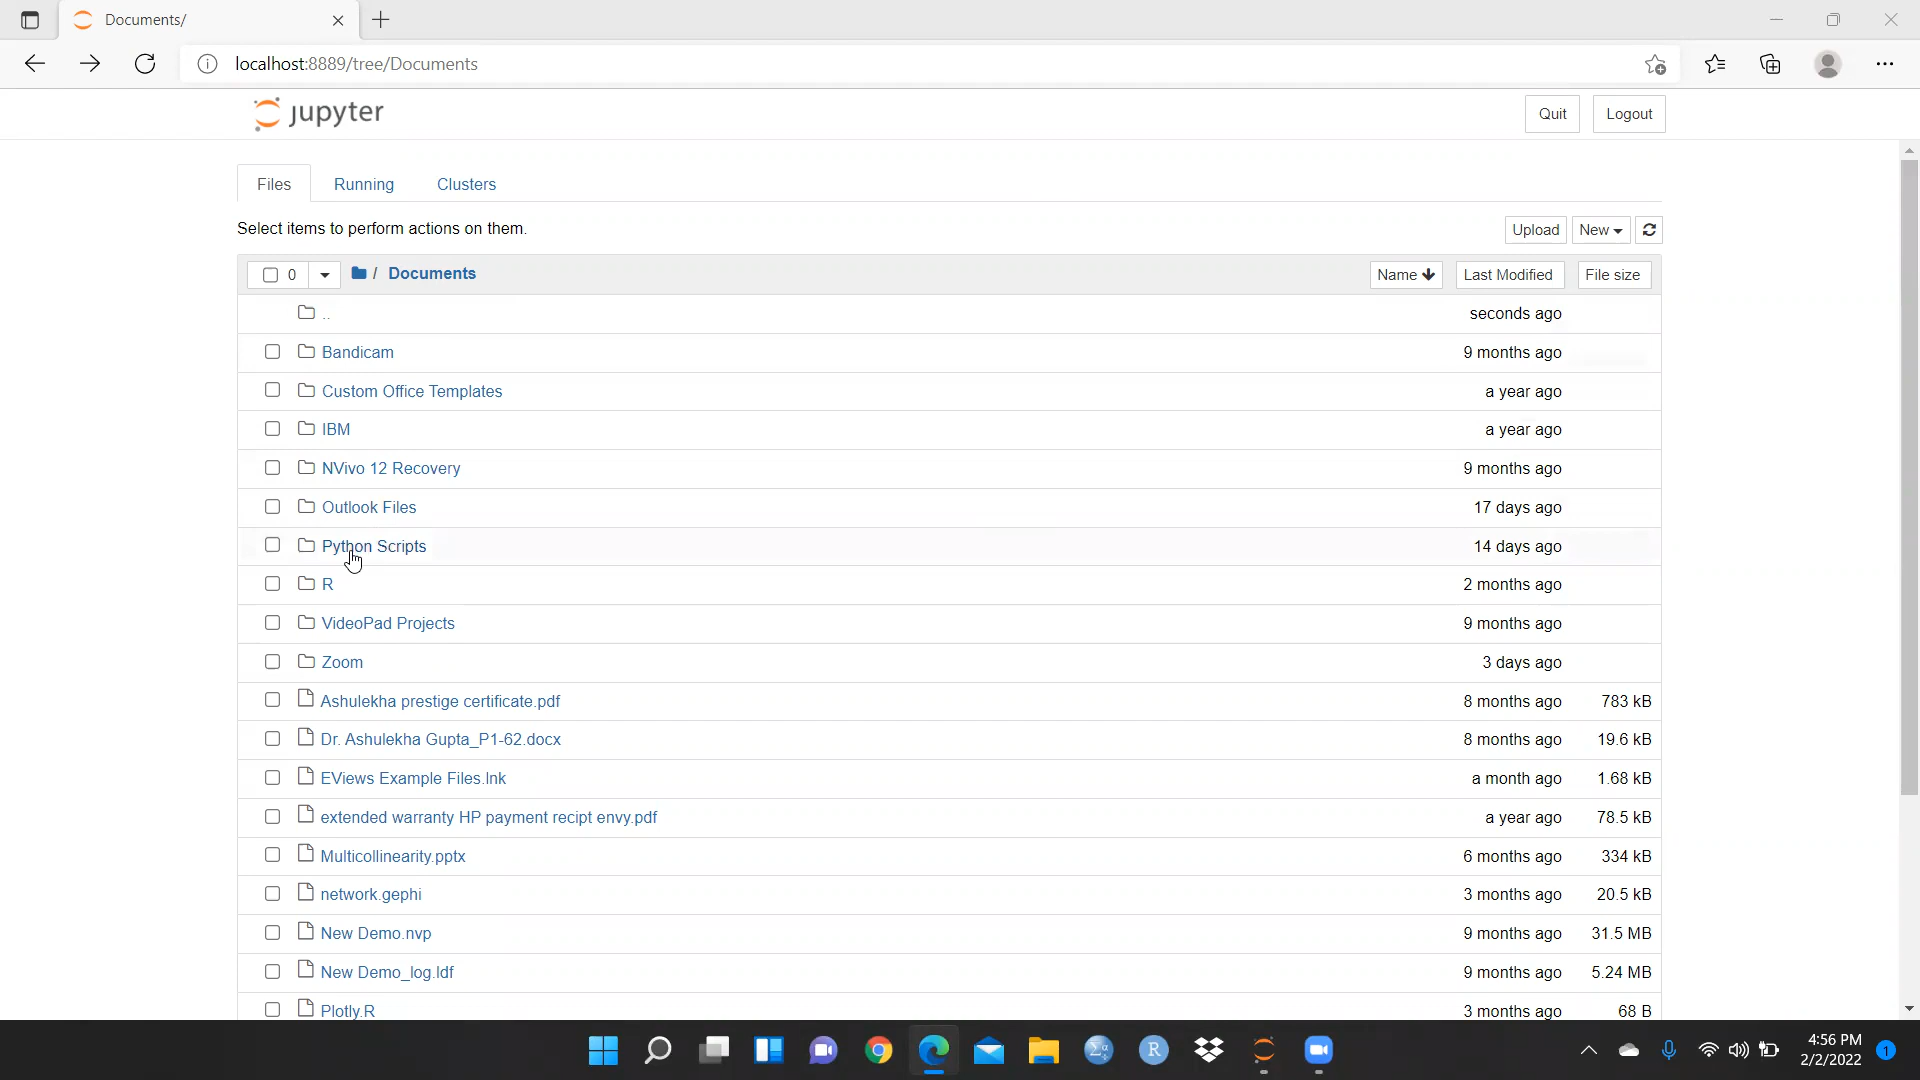 Documents/
localhost:8889/tree/Documents
jupyter
Quit
Logout
Files
Running
Clusters
Select items to perform actions on them.
Upload
New
0
/ Documents
Name
Last Modified
File size
.. seconds ago
Bandicam 9 months ago
Custom Office Templates a year ago
IBM a year ago
NVivo 12 Recovery 9 months ago
Outlook Files 17 days ago
Python Scripts 14 days ago
R 2 months ago
VideoPad Projects 9 months ago
Zoom 3 days ago
Ashulekha prestige certificate.pdf 8 months ago 783 kB
Dr. Ashulekha Gupta_P1-62.docx 8 months ago 19.6 kB
EViews Example Files.lnk a month ago 1.68 kB
extended warranty HP payment recipt envy.pdf a year ago 78.5 kB
Multicollinearity.pptx 6 months ago 334 kB
network.gephi 3 months ago 20.5 kB
New Demo.nvp 9 months ago 31.5 MB
New Demo_log.ldf 9 months ago 5.24 MB
Plotly.R 3 months ago 68 B
Σα
R
4:56 PM
2/2/2022
1